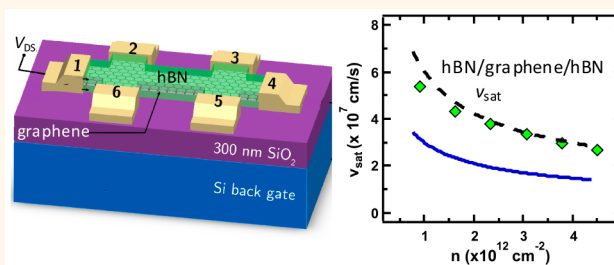 V_DS
1
2
3
4
5
6
hBN
graphene
300 nm SiO₂
Si back gate
hBN/graphene/hBN
v_sat
v_sat(x 10⁷ cm/s)
8
6
4
2
0
1
2
3
4
n (x10¹² cm⁻²)